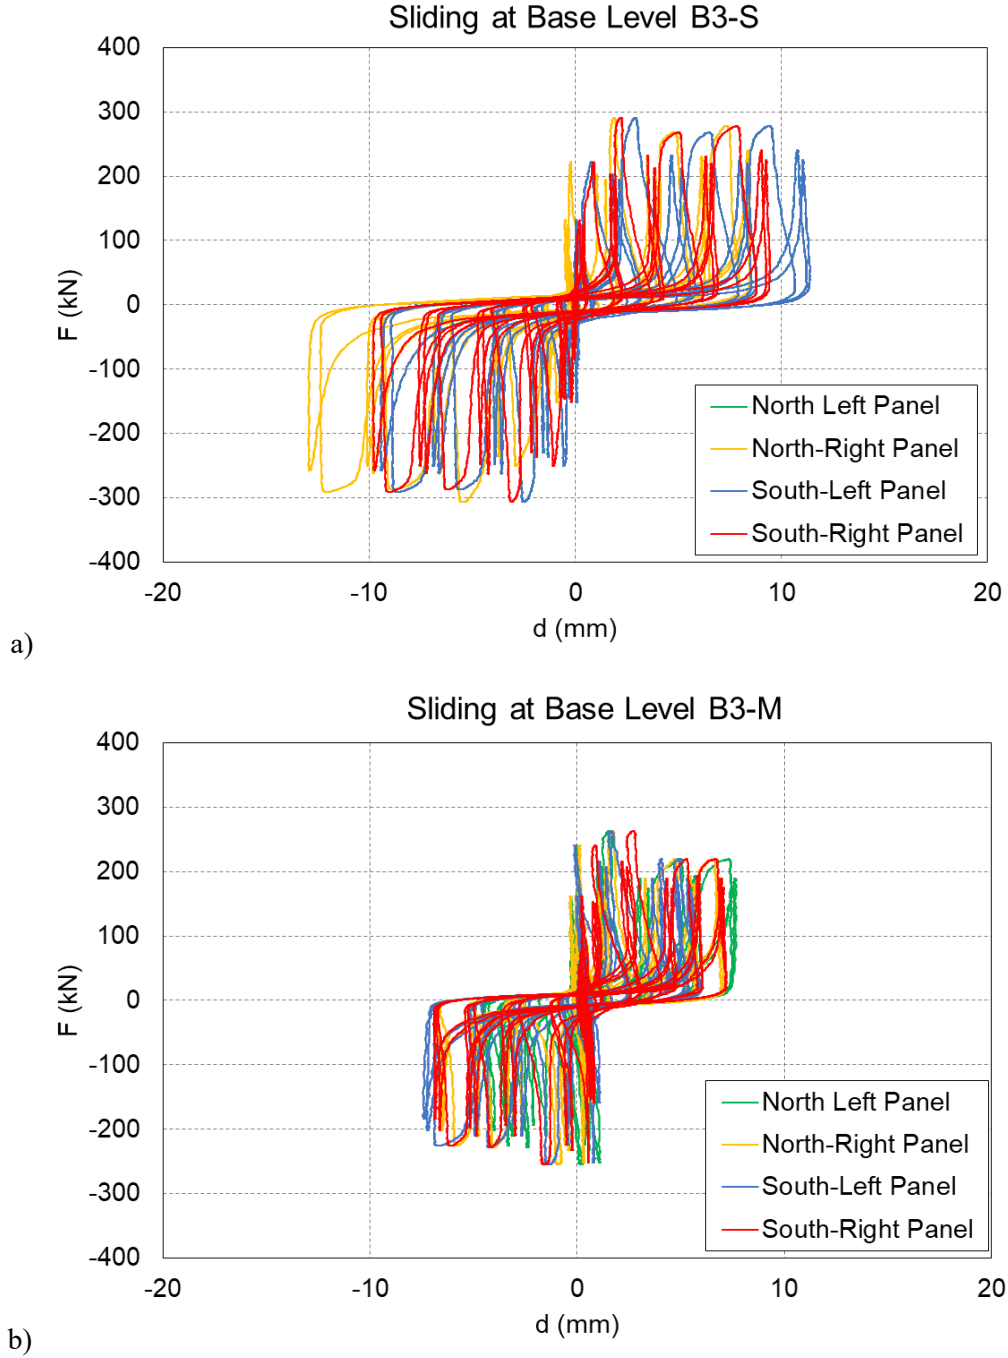 Sliding at Base Level B3-S
400
300
200
100
0
-100
-200
-300
-400
F (kN)
North Left Panel
North-Right Panel
South-Left Panel
South-Right Panel
-20 -10 0 10 20
d (mm)
a)
Sliding at Base Level B3-M
400
300
200
100
0
-100
-200
-300
-400
F (kN)
North Left Panel
North-Right Panel
South-Left Panel
South-Right Panel
-20 -10 0 10 20
d (mm)
b)